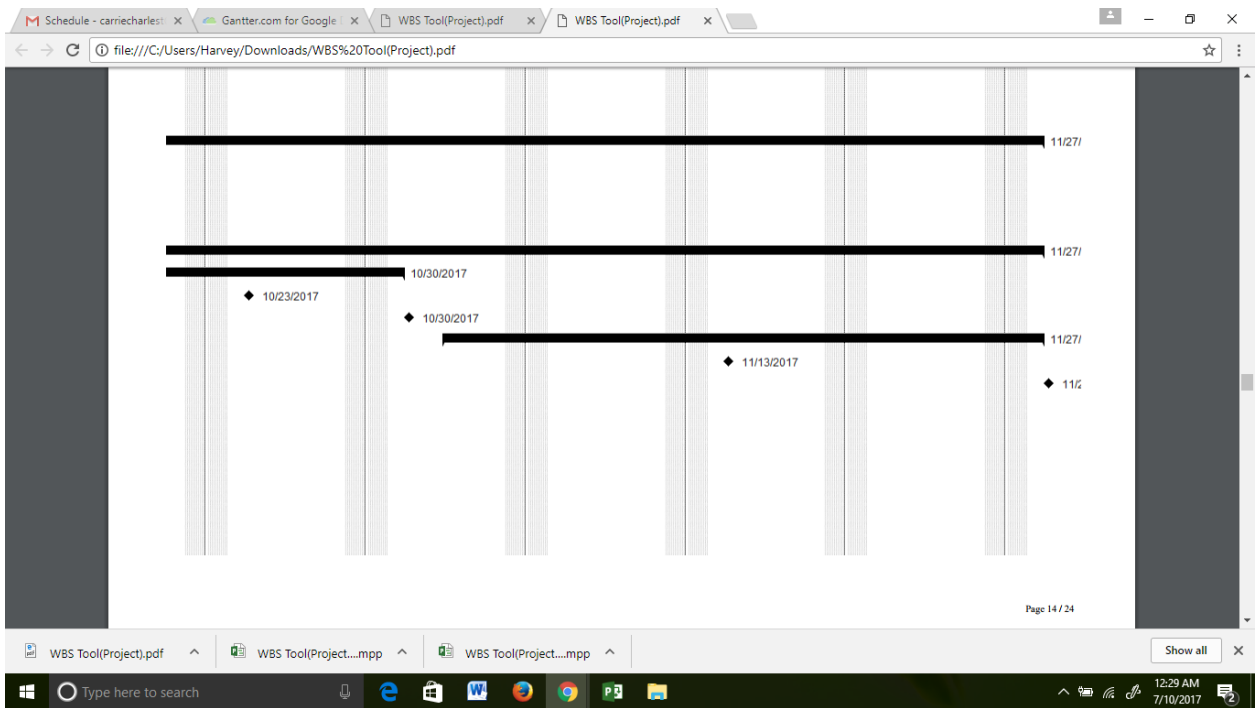 Schedule - carriecharlest
Gantter.com for Google
WBS Tool(Project).pdf
WBS Tool(Project).pdf
file:///C:/Users/Harvey/Downloads/WBS%20Tool(Project).pdf
11/27/
11/27/
10/30/2017
10/23/2017
10/30/2017
11/27/
11/13/2017
11/2
Page 14 / 24
WBS Tool(Project).pdf
WBS Tool(Project....mpp
WBS Tool(Project....mpp
Show all
Type here to search
12:29 AM
7/10/2017